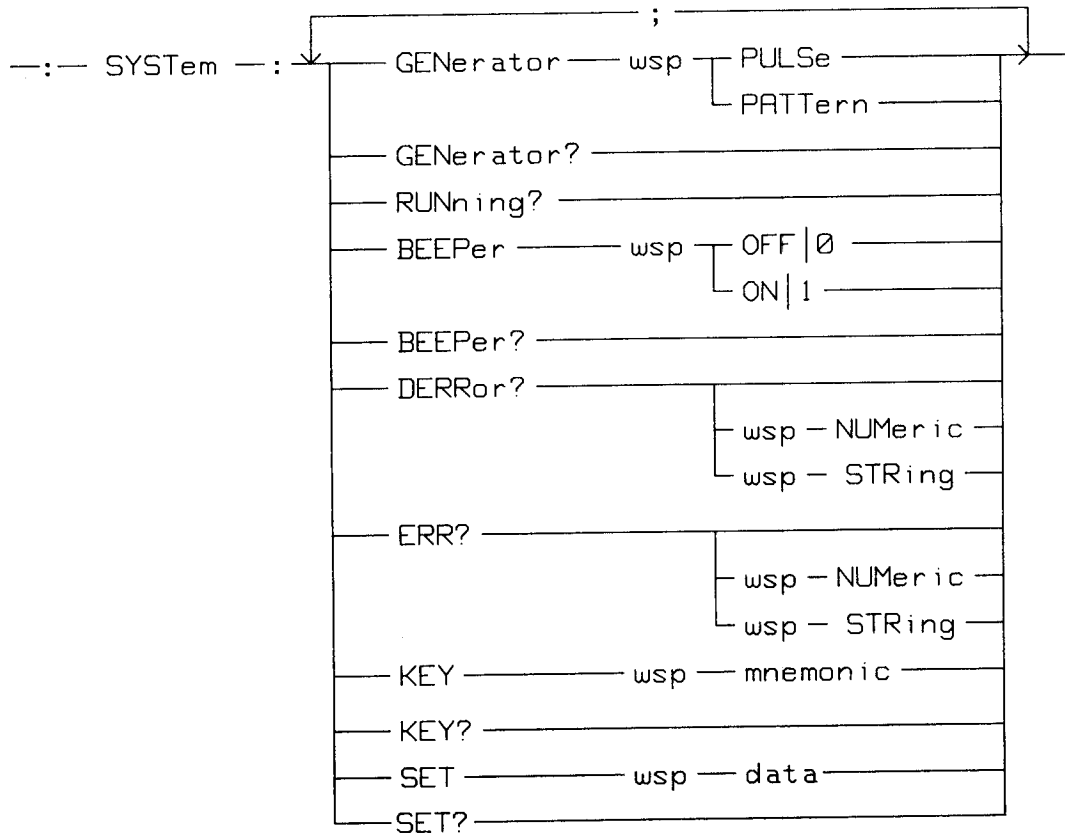 ;
: SYSTem : GENerator wsp PULSe
PATTern
GENerator?
RUNning?
BEEPer wsp OFF|0
ON|1
BEEPer?
DERRor?
wsp NUMeric
wsp STRing
ERR?
wsp NUMeric
wsp STRing
KEY wsp mnemonic
KEY?
SET wsp data
SET?